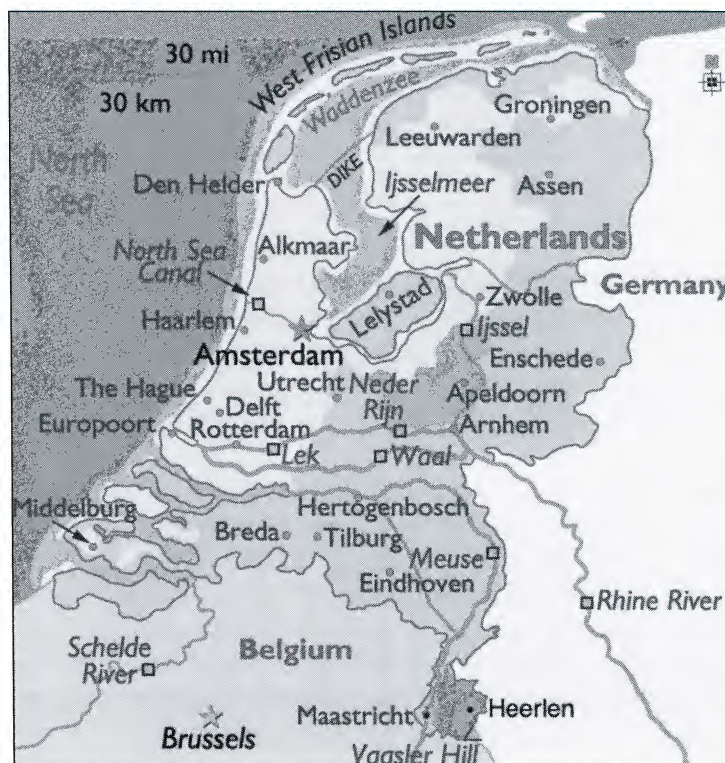 West Frisian Islands
30 mi
30 km
Waddenzee
Groningen
Leeuwarden
North
Sea
DIKE
Ijsselmeer
Den Helder
Assen
North Sea
Canal
Alkmaar
Netherlands
Germany
Lelystad
Zwolle
Haarlem
Ijssel
Amsterdam
Enschede
The Hague
Utrecht
Neder
Rijn
Apeldoorn
Delft
Europoort
Rotterdam
Arnhem
Lek
Waal
Middelburg
Hertogenbosch
Breda
Tilburg
Meuse
Eindhoven
Rhine River
Schelde
River
Belgium
Maastricht
Heerlen
Brussels
Vaasler Hill